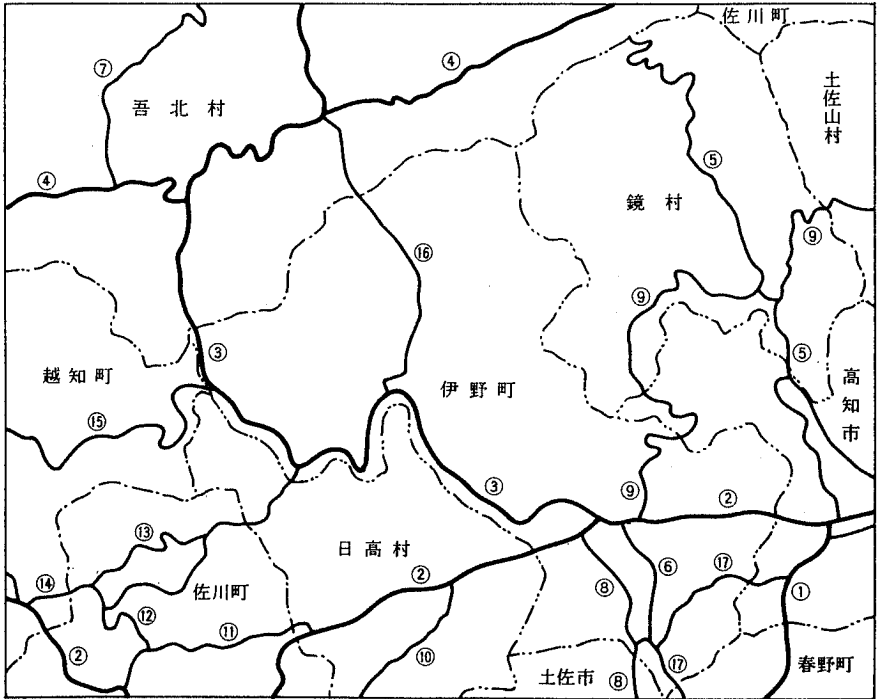 佐川町
⑦
④
吾北村
土佐山村
⑤
④
鏡村
⑨
⑯
⑨
③
⑤
越知町
伊野町
高知市
⑮
③
⑨
②
⑬
日高村
②
⑧
⑥
⑰
①
⑭
佐川町
⑫
⑪
②
⑩
土佐市
⑧
⑰
春野町